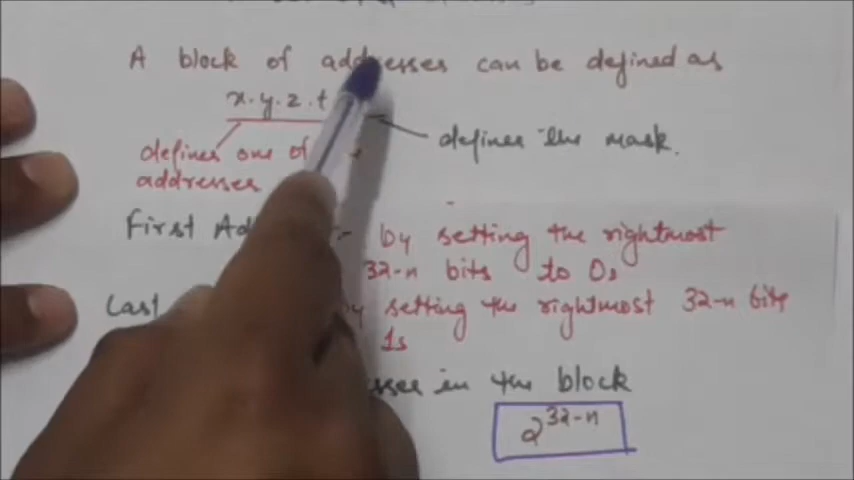 A block of addresses can be defined as
x.y.z.t
defines one of
addresses
defines the mask.
First Ad
:- by setting the rightmost
32-n bits to 0s
Last
by setting the rightmost 32-n bits
1s
in the block
2^32-n